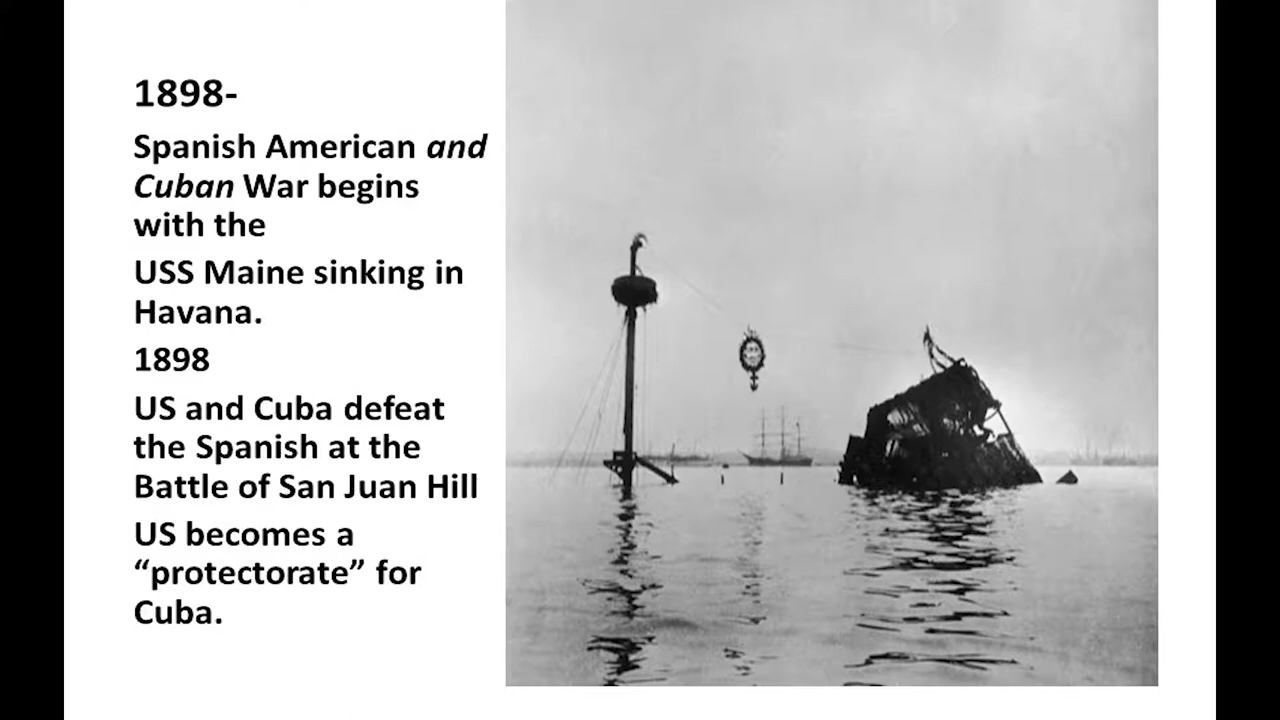 1898-
Spanish American and
Cuban War begins
with the
USS Maine sinking in
Havana.
1898
US and Cuba defeat
the Spanish at the
Battle of San Juan Hill
US becomes a
“protectorate” for
Cuba.